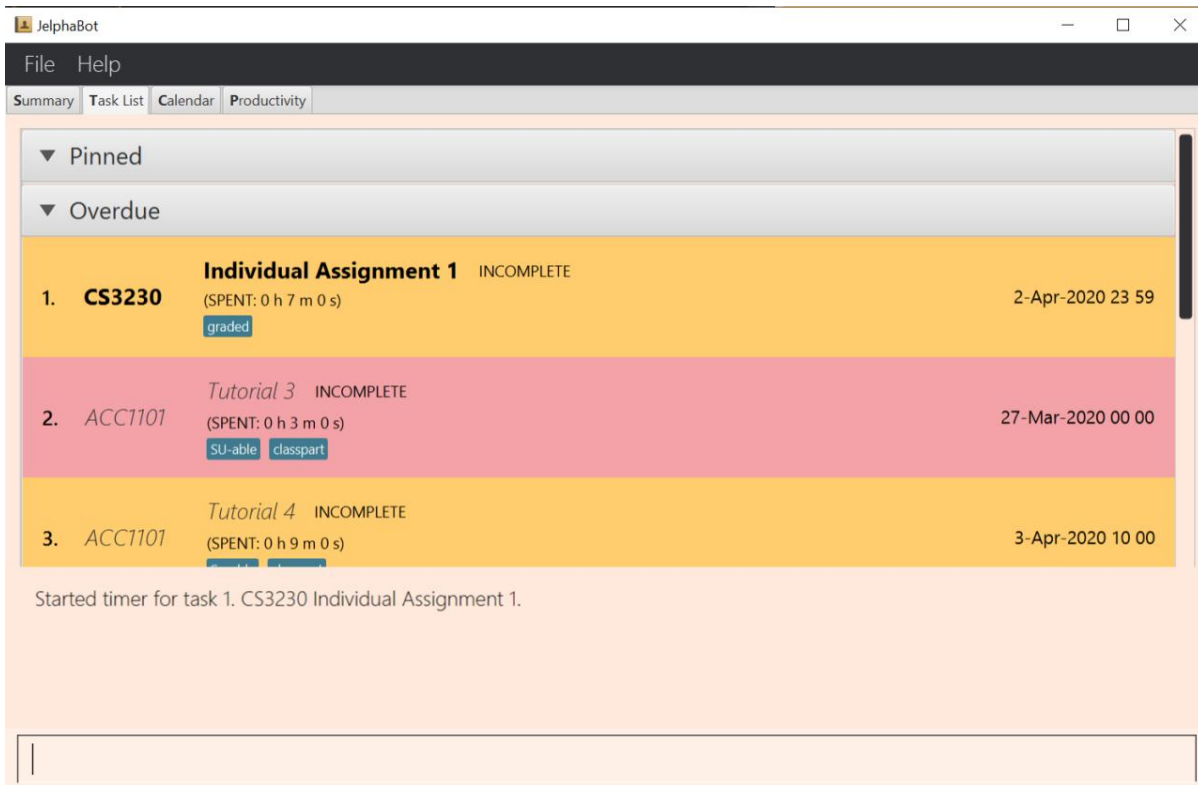 JelphaBot
File Help
Summary Task List Calendar Productivity
Pinned
Overdue
1. CS3230 Individual Assignment 1 INCOMPLETE 2-Apr-2020 23 59
(SPENT: 0 h 7 m 0 s)
graded
2. ACC1101 Tutorial 3 INCOMPLETE 27-Mar-2020 00 00
(SPENT: 0 h 3 m 0 s)
SU-able classpart
3. ACC1101 Tutorial 4 INCOMPLETE 3-Apr-2020 10 00
(SPENT: 0 h 9 m 0 s)
Started timer for task 1. CS3230 Individual Assignment 1.